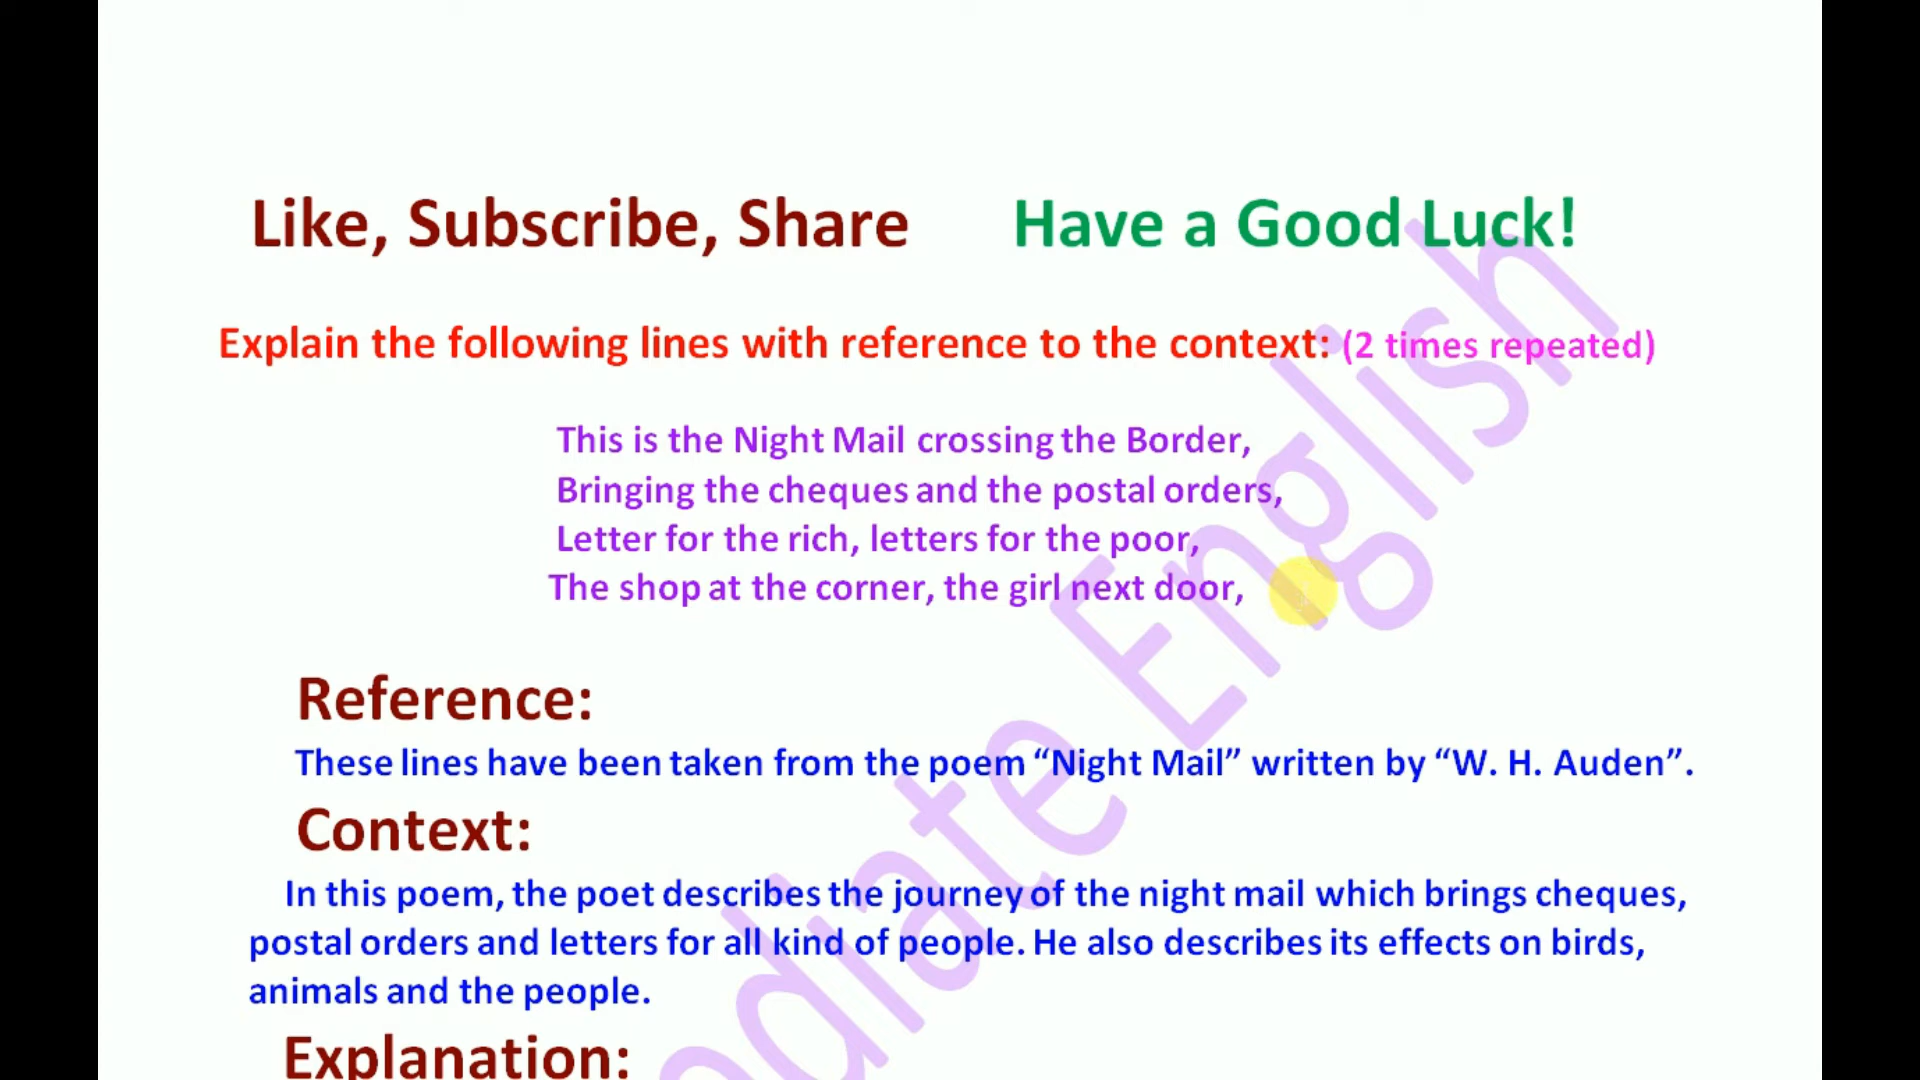 Like, Subscribe, Share Have a Good Luck!
Explain the following lines with reference to the context: (2 times repeated)
This is the Night Mail crossing the Border,
Bringing the cheques and the postal orders,
Letter for the rich, letters for the poor,
The shop at the corner, the girl next door,
Reference:
These lines have been taken from the poem “Night Mail” written by “W. H. Auden”.
Context:
In this poem, the poet describes the journey of the night mail which brings cheques,
postal orders and letters for all kind of people. He also describes its effects on birds,
animals and the people.
Explanation:
English